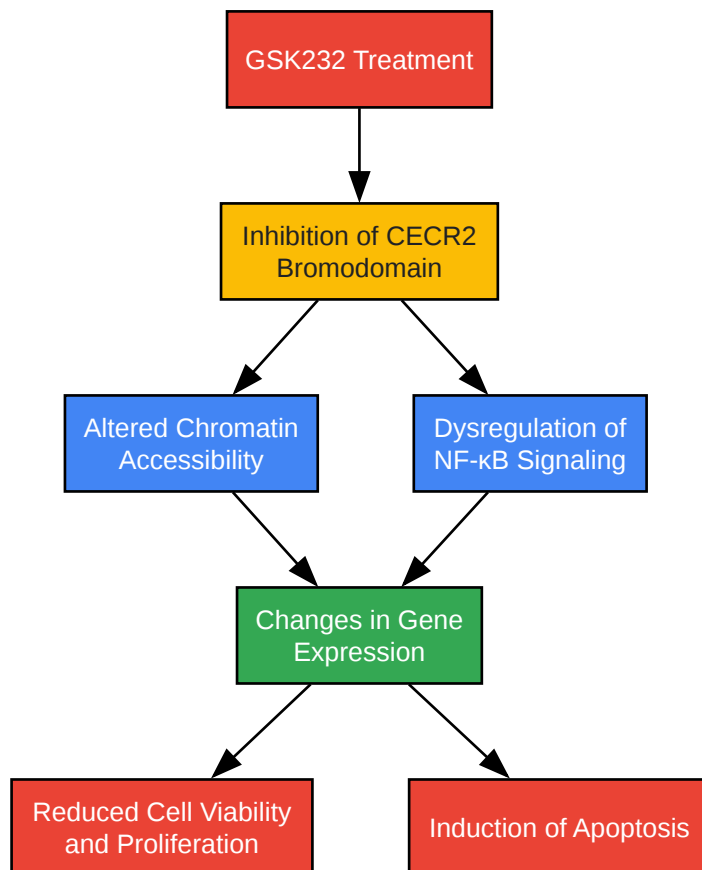 GSK232 Treatment
Inhibition of CECR2
Bromodomain
Altered Chromatin
Accessibility
Dysregulation of
NF-κB Signaling
Changes in Gene
Expression
Reduced Cell Viability
and Proliferation
Induction of Apoptosis